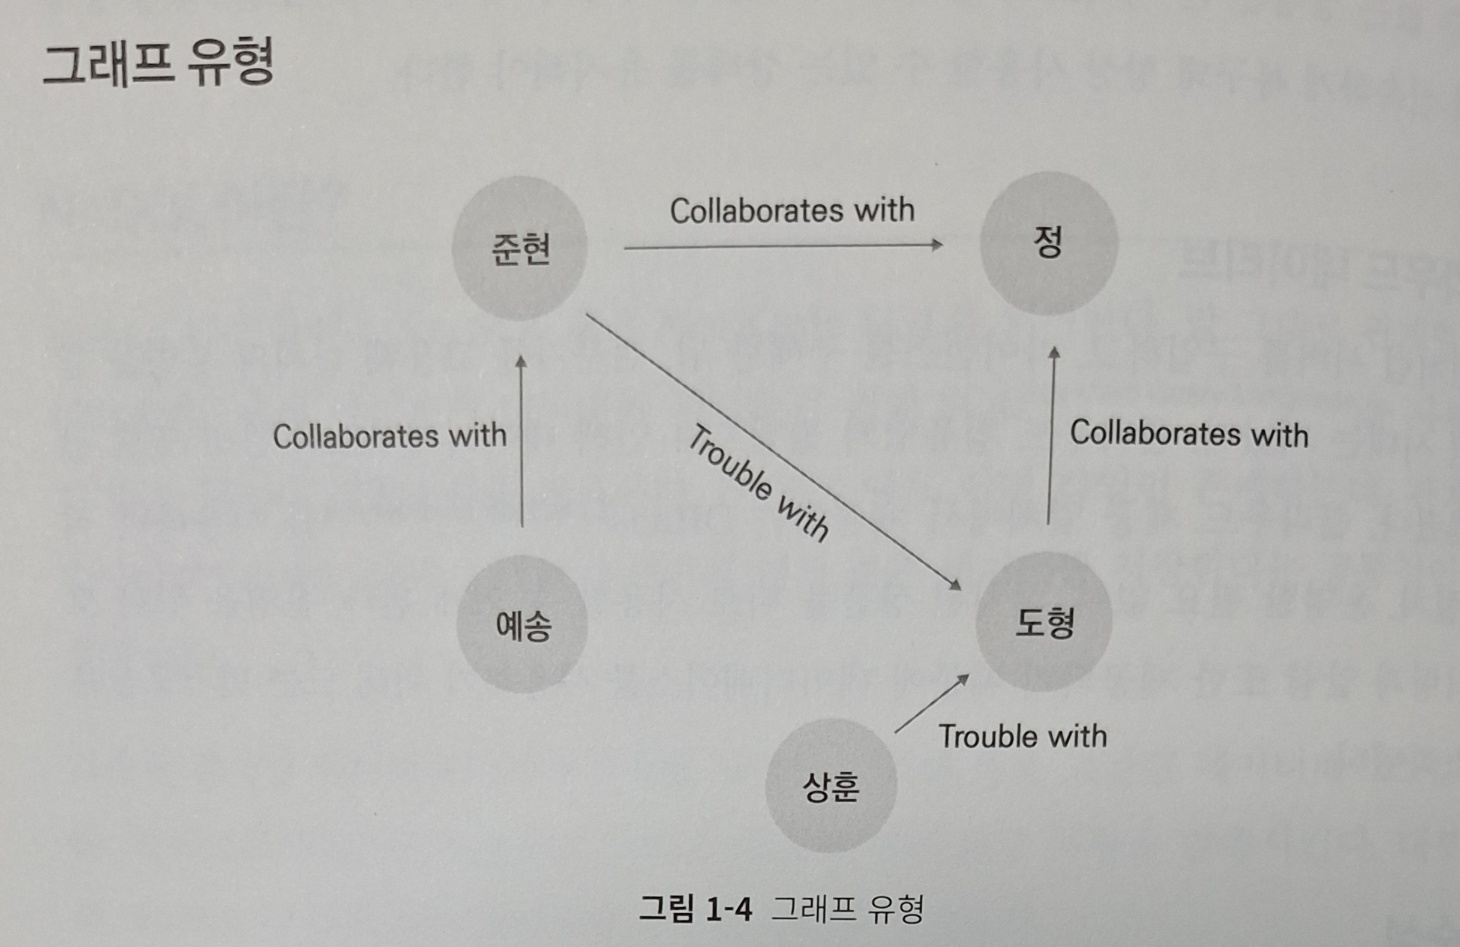 그래프 유형
Collaborates with
준현
정
Collaborates with
Trouble with
Collaborates with
예송
도형
Trouble with
상훈
그림 1-4 그래프 유형